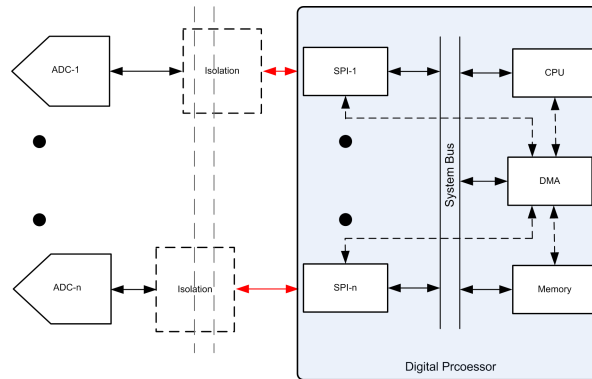 ADC-1
Isolation
SPI-1
CPU
System Bus
DMA
ADC-n
Isolation
SPI-n
Memory
Digital Prcoessor